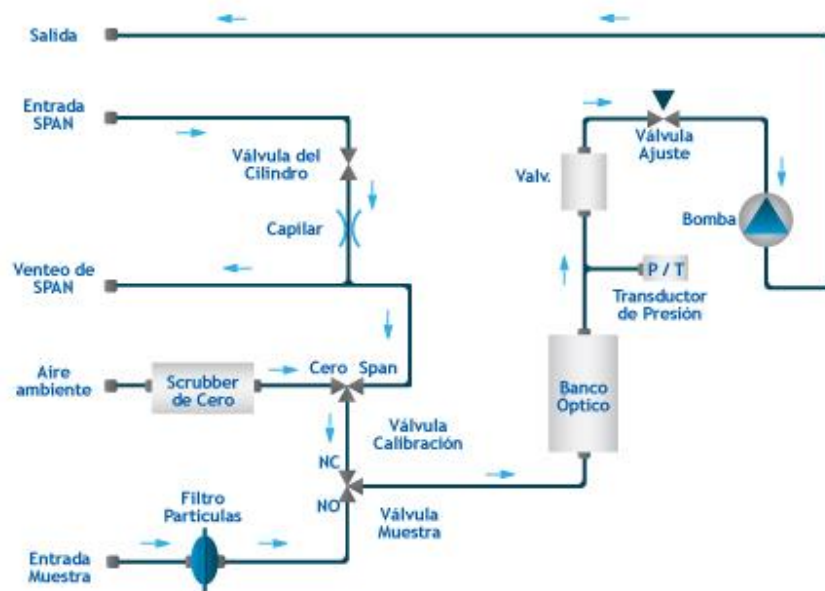 Salida
Entrada
SPAN
Válvula del
Cilindro
Válvula
Ajuste
Valv.
Capilar
Bomba
Venteo de
SPAN
P / T
Transductor
de Presión
Aire
ambiente
Scrubber
de Cero
Cero
Span
Banco
Optico
Válvula
Calibración
NC
Filtro
Particulas
NO
Válvula
Muestra
Entrada
Muestra